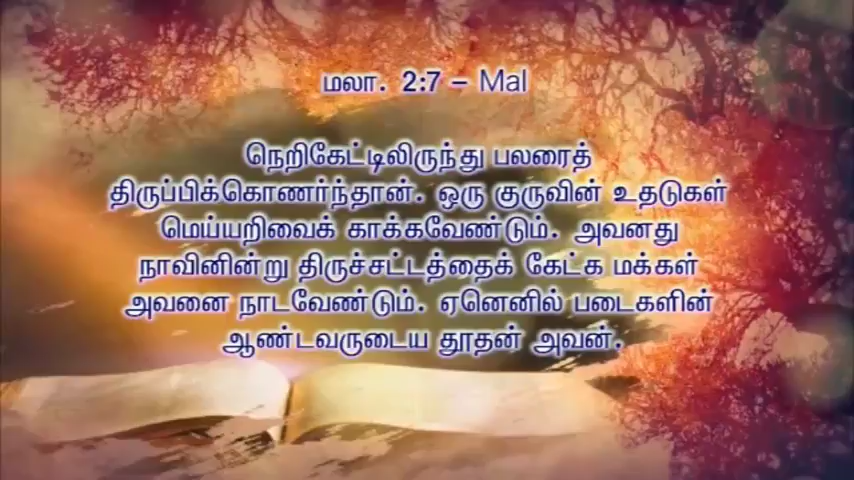 மலா. 2:7 – Mal
நெறிகேட்டிலிருந்து பலரைத்
திருப்பிக்கொணர்ந்தான். ஒரு குருவின் உதடுகள்
மெய்யறிவைக் காக்கவேண்டும். அவனது
நாவினின்று திருச்சட்டத்தைக் கேட்க மக்கள்
அவனை நாடவேண்டும். ஏனெனில் படைகளின்
ஆண்டவருடைய தூதன் அவன்.